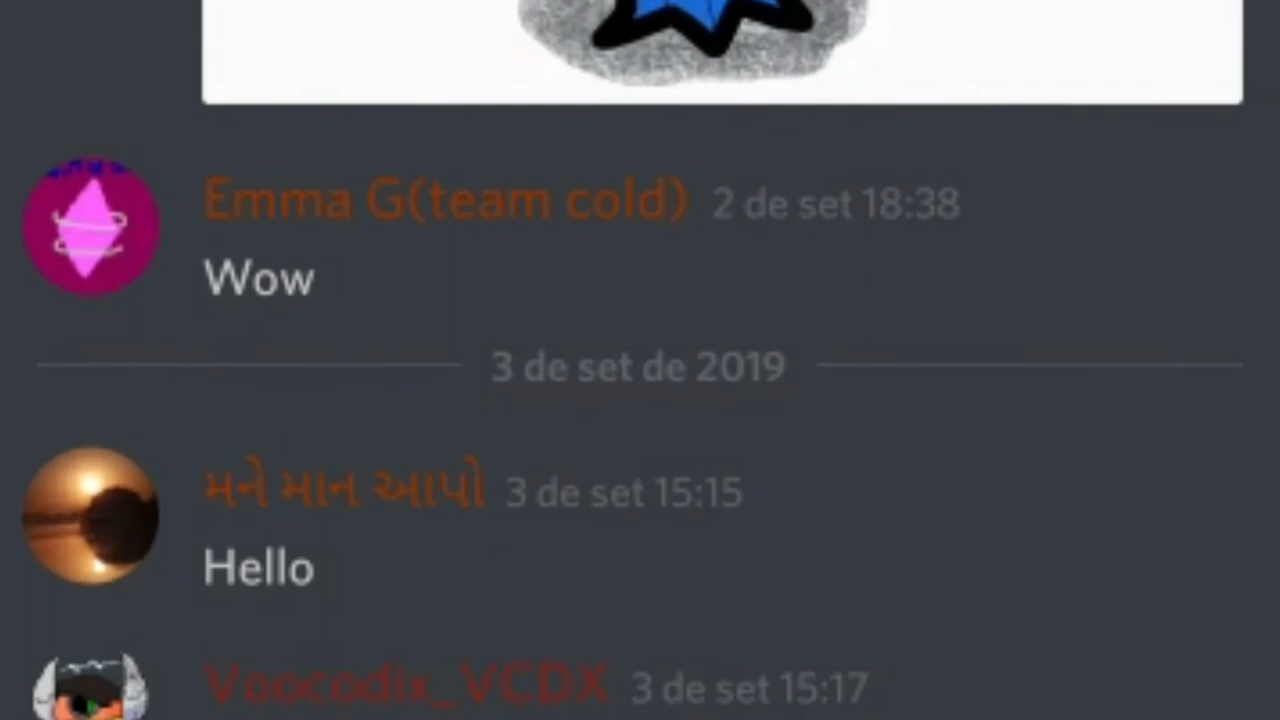 Emma G(team cold) 2 de set 18:38
Wow
3 de set de 2019
મને માન આપો 3 de set 15:15
Hello
Voocodix_VCDX 3 de set 15:17